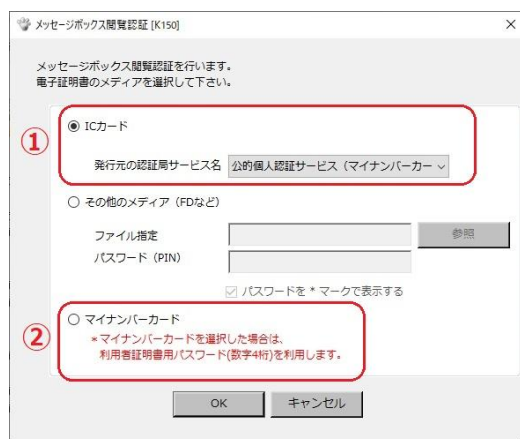 メッセージボックス閲覧認証 [K150]
メッセージボックス閲覧認証を行います。
電子証明書のメディアを選択して下さい。
①
ICカード
発行元の認証局サービス名 公的個人認証サービス（マイナンバーカー
その他のメディア（FDなど）
ファイル指定 参照
パスワード（PIN）
パスワードを * マークで表示する
②
マイナンバーカード
*マイナンバーカードを選択した場合は、
利用者証明書用パスワード(数字4桁)を利用します。
OK キャンセル